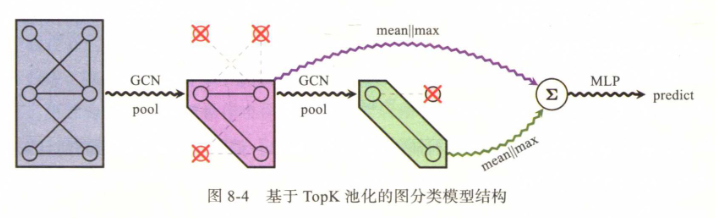 mean||max
GCN
pool
GCN
pool
Σ
MLP
predict
mean||max
图 8-4 基于 TopK 池化的图分类模型结构